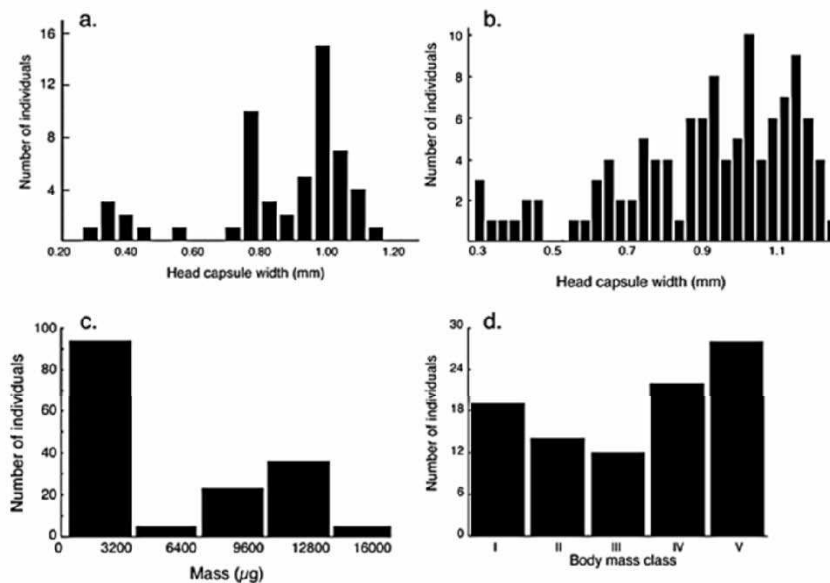 a.
Number of individuals
16
12
8
4
0.20 0.40 0.60 0.80 1.00 1.20
Head capsule width (mm)
b.
Number of individuals
10
8
6
4
2
0.3 0.5 0.7 0.9 1.1
Head capsule width (mm)
c.
Number of individuals
100
80
60
40
20
0
0 3200 6400 9600 12800 16000
Mass (µg)
d.
Number of individuals
30
24
18
12
6
0
I II III IV V
Body mass class